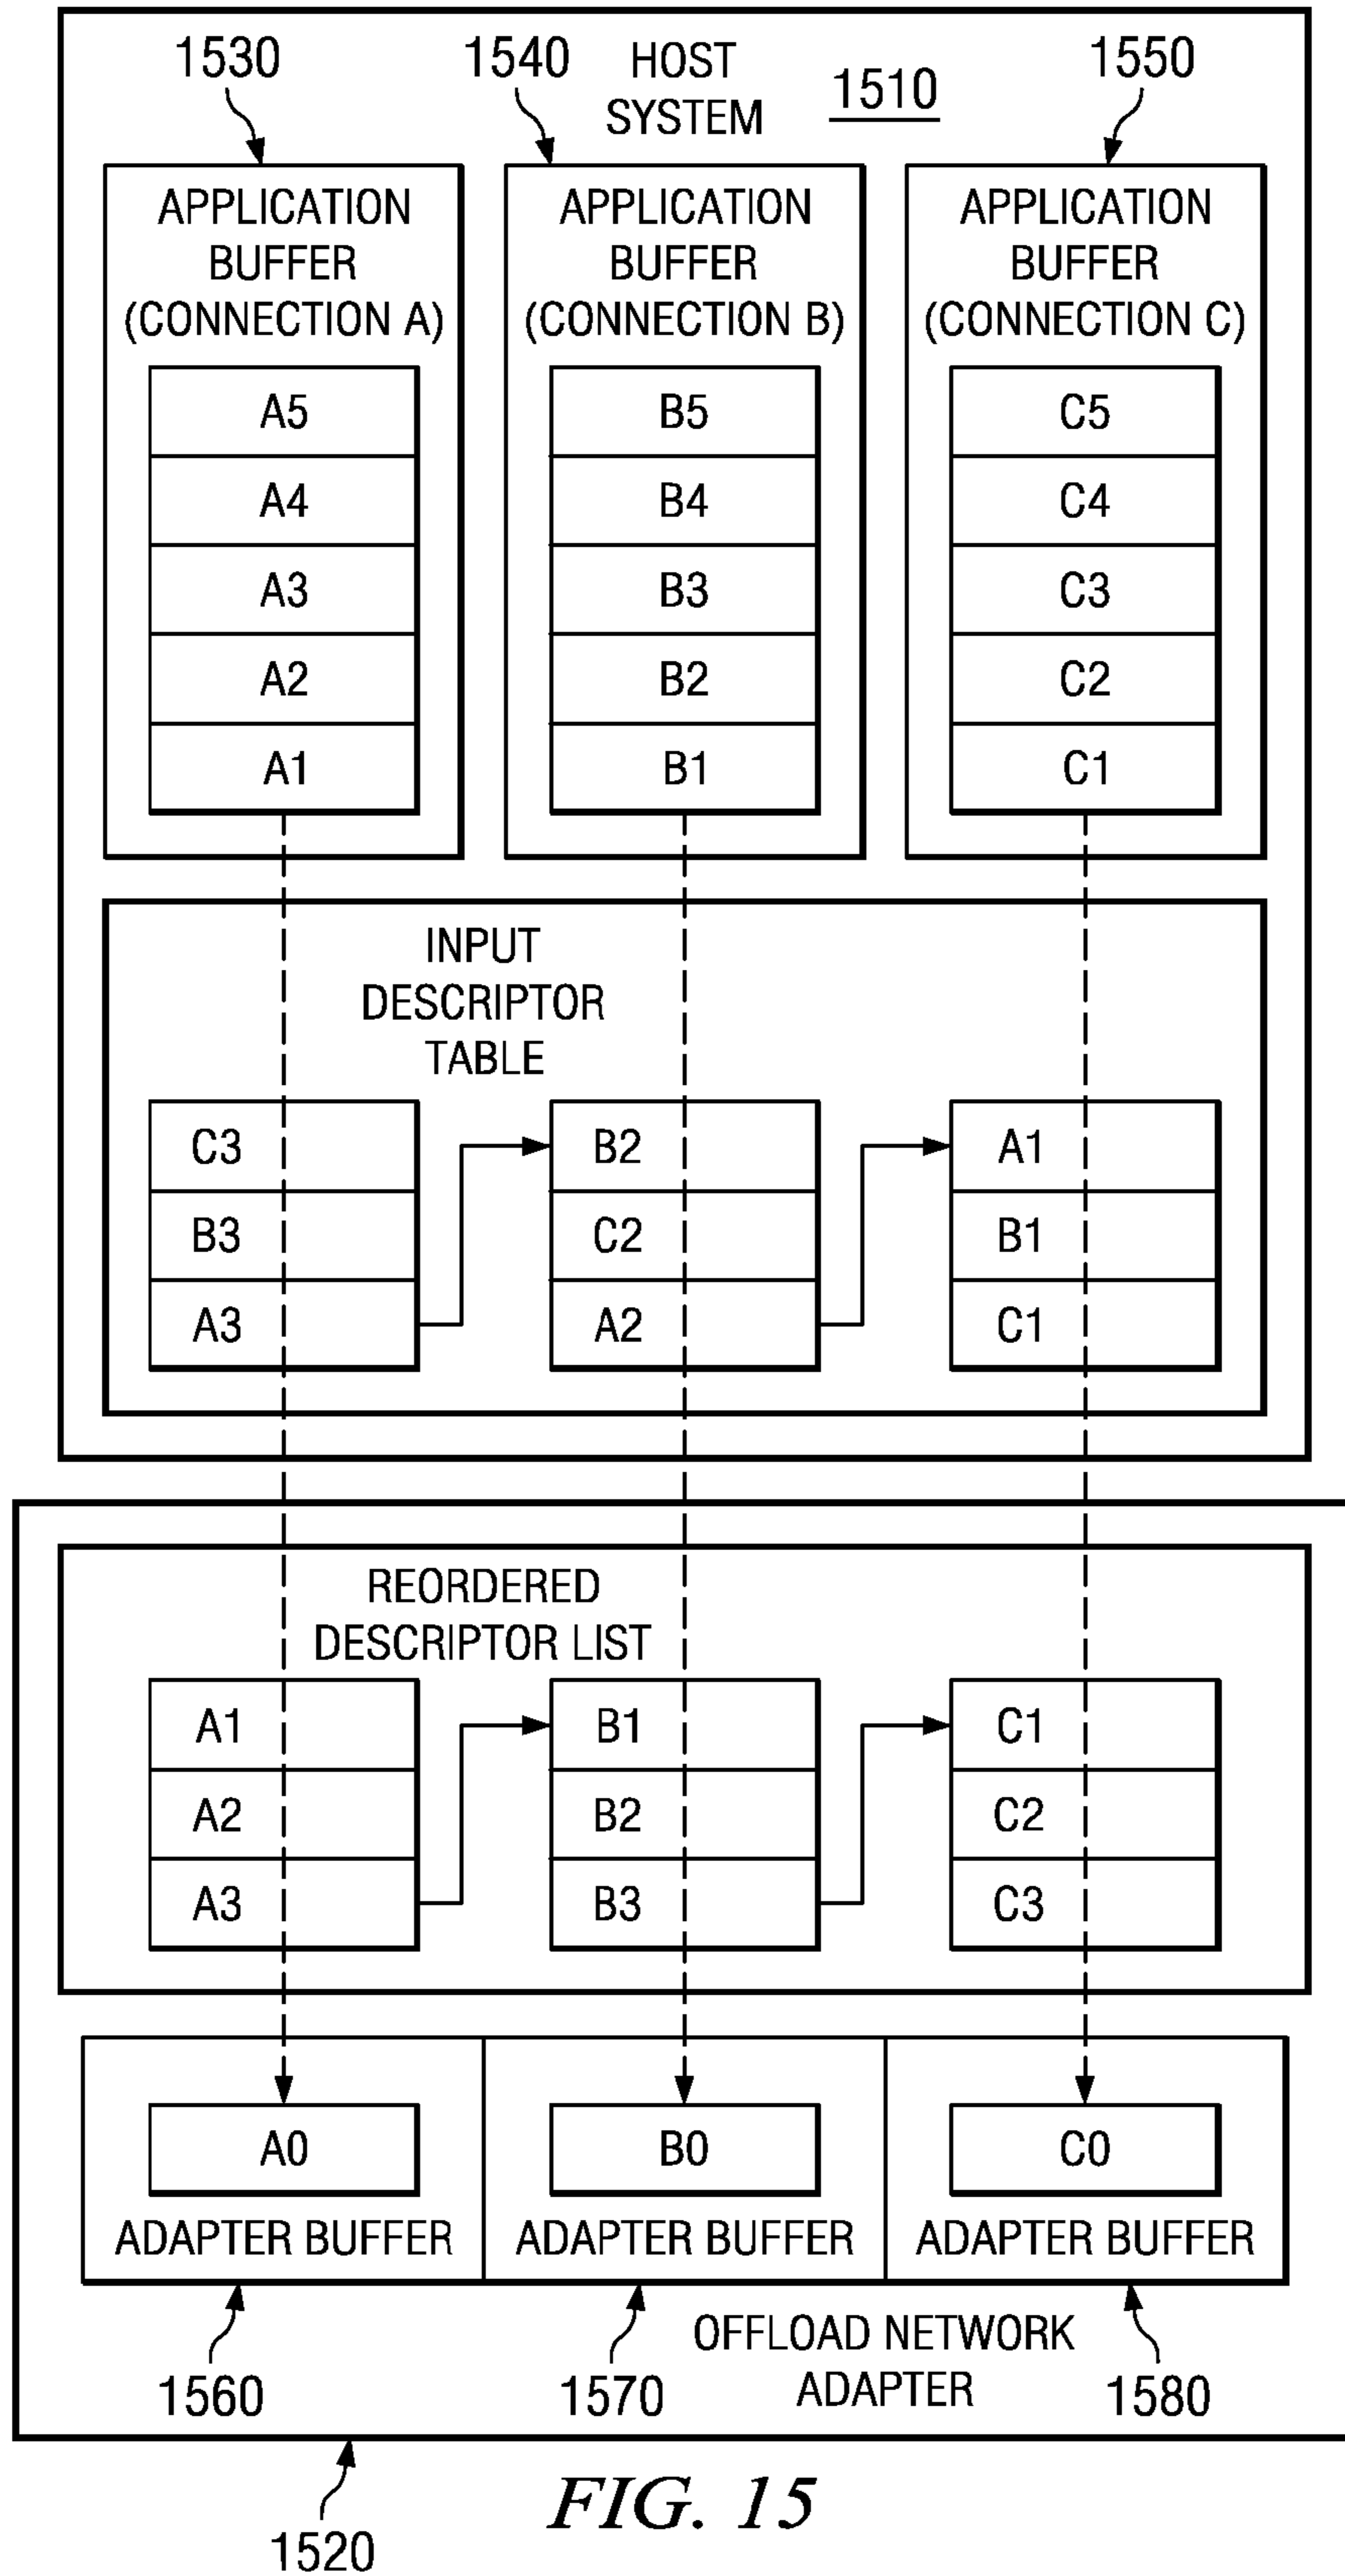 1530
1540
HOST
SYSTEM
1510
1550
APPLICATION
BUFFER
(CONNECTION A)
A5
A4
A3
A2
A1
APPLICATION
BUFFER
(CONNECTION B)
B5
B4
B3
B2
B1
APPLICATION
BUFFER
(CONNECTION C)
C5
C4
C3
C2
C1
INPUT
DESCRIPTOR
TABLE
C3
B3
A3
B2
C2
A2
A1
B1
C1
REORDERED
DESCRIPTOR LIST
A1
A2
A3
B1
B2
B3
C1
C2
C3
A0
ADAPTER BUFFER
B0
ADAPTER BUFFER
C0
ADAPTER BUFFER
1560
1570
OFFLOAD NETWORK
ADAPTER
1580
1520
FIG. 15